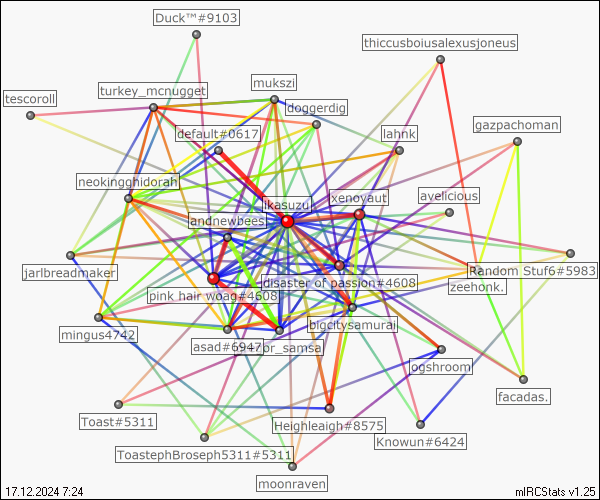 Duck™#9103
thiccusboiusalexusjoneus
mukszi
turkey_mcnugget
tescoroll
doggerdig
gazpachoman
default#0617
lahnk
neokingghidorah
xenovaut
avelicious
ikasuzu
andnewbees
jarlbreadmaker
Random Stuf6#5983
disaster of passion#4608
zeehonk.
pink hair woag#4608
bigcitysamurai
mingus4742
asad#6947
or_samsa
ogshroom
facadas.
Toast#5311
Heighleaigh#8575
Knowun#6424
ToastephBroseph5311#5311
moonraven
17.12.2024 7:24
mIRCStats v1.25